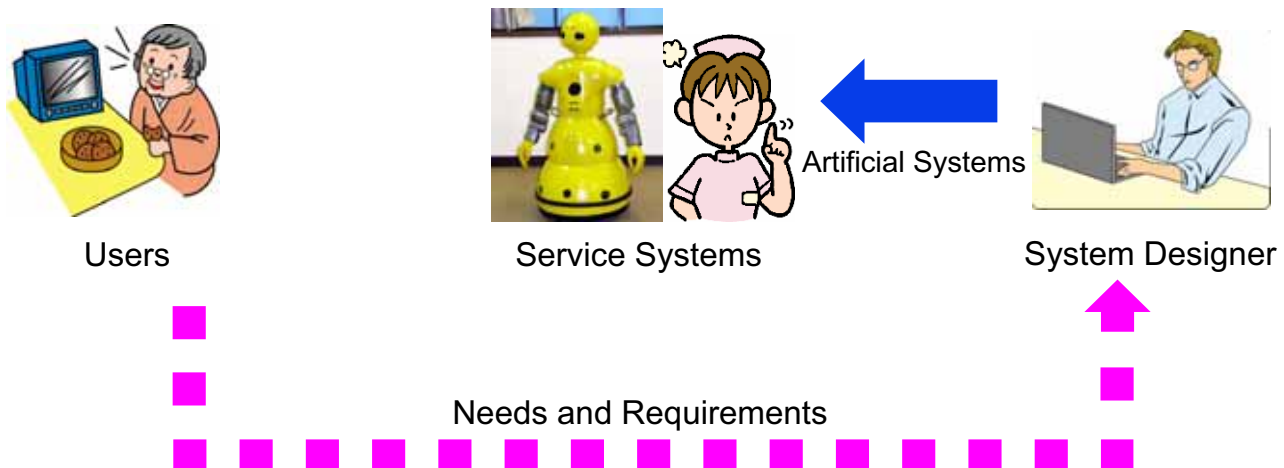 Artificial Systems
Users
Service Systems
System Designer
Needs and Requirements